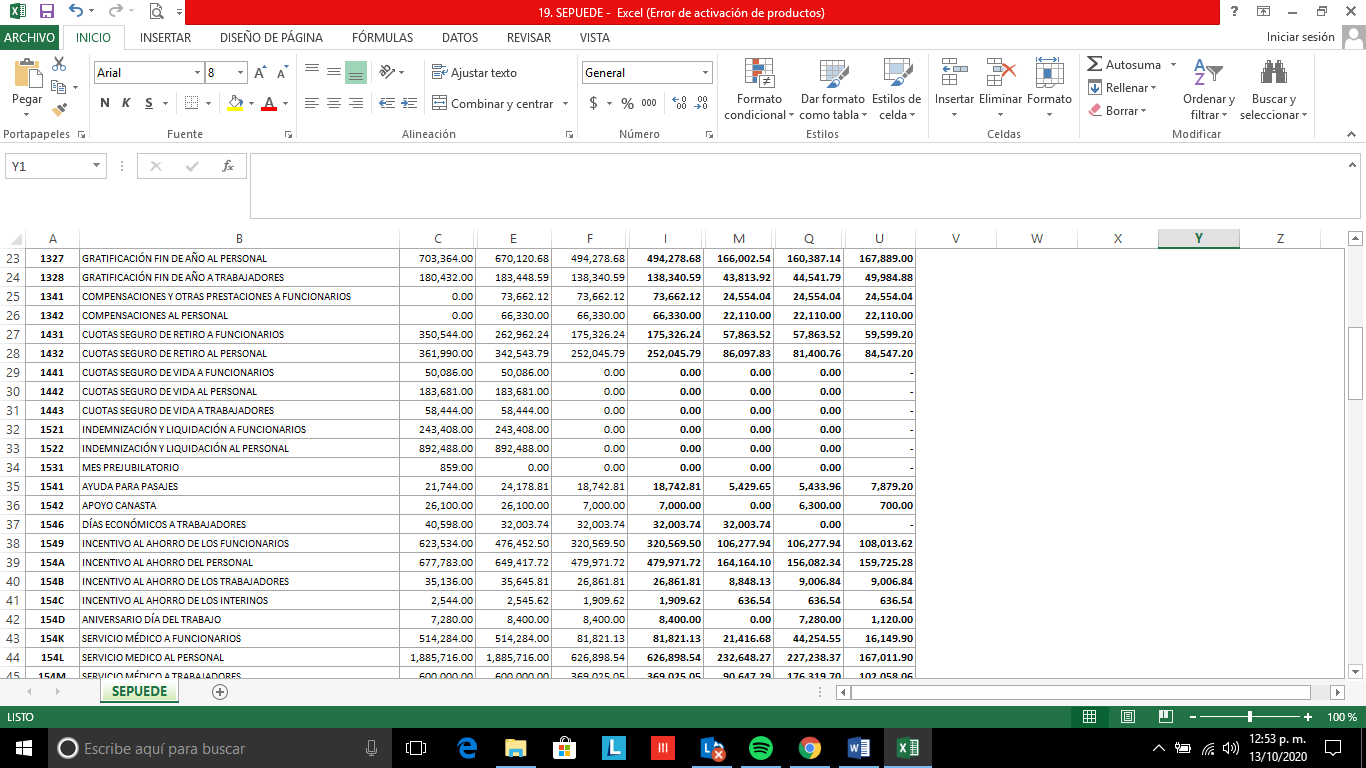 19. SEPUEDE - Excel (Error de activación de productos)
ARCHIVO INICIO INSERTAR DISEÑO DE PÁGINA FÓRMULAS DATOS REVISAR VISTA Iniciar sesión
Pegar
Portapapeles
Arial 8
N K S
Fuente
Ajustar texto
Combinar y centrar
Alineación
General
$ % 000
Número
Formato condicional
Dar formato como tabla
Estilos de celda
Estilos
Insertar Eliminar Formato
Celdas
Autosuma
Rellenar
Borrar
Ordenar y filtrar
Buscar y seleccionar
Modificar
Y1 fx
A B C E F I M Q U V W X Y Z
23 1327 GRATIFICACIÓN FIN DE AÑO AL PERSONAL 703,364.00 670,120.68 494,278.68 494,278.68 166,002.54 160,387.14 167,889.00
24 1328 GRATIFICACIÓN FIN DE AÑO A TRABAJADORES 180,432.00 183,448.59 138,340.59 138,340.59 43,813.92 44,541.79 49,984.88
25 1341 COMPENSACIONES Y OTRAS PRESTACIONES A FUNCIONARIOS 0.00 73,662.12 73,662.12 73,662.12 24,554.04 24,554.04 24,554.04
26 1342 COMPENSACIONES AL PERSONAL 0.00 66,330.00 66,330.00 66,330.00 22,110.00 22,110.00 22,110.00
27 1431 CUOTAS SEGURO DE RETIRO A FUNCIONARIOS 350,544.00 262,962.24 175,326.24 175,326.24 57,863.52 57,863.52 59,599.20
28 1432 CUOTAS SEGURO DE RETIRO AL PERSONAL 361,990.00 342,543.79 252,045.79 252,045.79 86,097.83 81,400.76 84,547.20
29 1441 CUOTAS SEGURO DE VIDA A FUNCIONARIOS 50,086.00 50,086.00 0.00 0.00 0.00 0.00 -
30 1442 CUOTAS SEGURO DE VIDA AL PERSONAL 183,681.00 183,681.00 0.00 0.00 0.00 0.00 -
31 1443 CUOTAS SEGURO DE VIDA A TRABAJADORES 58,444.00 58,444.00 0.00 0.00 0.00 0.00 -
32 1521 INDEMNIZACIÓN Y LIQUIDACIÓN A FUNCIONARIOS 243,408.00 243,408.00 0.00 0.00 0.00 0.00 -
33 1522 INDEMNIZACIÓN Y LIQUIDACIÓN AL PERSONAL 892,488.00 892,488.00 0.00 0.00 0.00 0.00 -
34 1531 MES PREJUBILATORIO 859.00 0.00 0.00 0.00 0.00 0.00 -
35 1541 AYUDA PARA PASAJES 21,744.00 24,178.81 18,742.81 18,742.81 5,429.65 5,433.96 7,879.20
36 1542 APOYO CANASTA 26,100.00 26,100.00 7,000.00 7,000.00 0.00 6,300.00 700.00
37 1546 DÍAS ECONÓMICOS A TRABAJADORES 40,598.00 32,003.74 32,003.74 32,003.74 32,003.74 0.00 -
38 1549 INCENTIVO AL AHORRO DE LOS FUNCIONARIOS 623,534.00 476,452.50 320,569.50 320,569.50 106,277.94 106,277.94 108,013.62
39 154A INCENTIVO AL AHORRO DEL PERSONAL 677,783.00 649,417.72 479,971.72 479,971.72 164,164.10 156,082.34 159,725.28
40 154B INCENTIVO AL AHORRO DE LOS TRABAJADORES 35,136.00 35,645.81 26,861.81 26,861.81 8,848.13 9,006.84 9,006.84
41 154C INCENTIVO AL AHORRO DE LOS INTERINOS 2,544.00 2,545.62 1,909.62 1,909.62 636.54 636.54 636.54
42 154D ANIVERSARIO DÍA DEL TRABAJO 7,280.00 8,400.00 8,400.00 8,400.00 0.00 7,280.00 1,120.00
43 154K SERVICIO MÉDICO A FUNCIONARIOS 514,284.00 514,284.00 81,821.13 81,821.13 21,416.68 44,254.55 16,149.90
44 154L SERVICIO MEDICO AL PERSONAL 1,885,716.00 1,885,716.00 626,898.54 626,898.54 232,648.27 227,238.37 167,011.90
45 154M SERVICIO MÉDICO A TRABAJADORES 600,000.00 600,000.00 369,025.05 369,025.05 90,647.29 176,319.70 102,058.06
SEPUEDE
LISTO 100 %
Escribe aquí para buscar
12:53 p. m.
13/10/2020